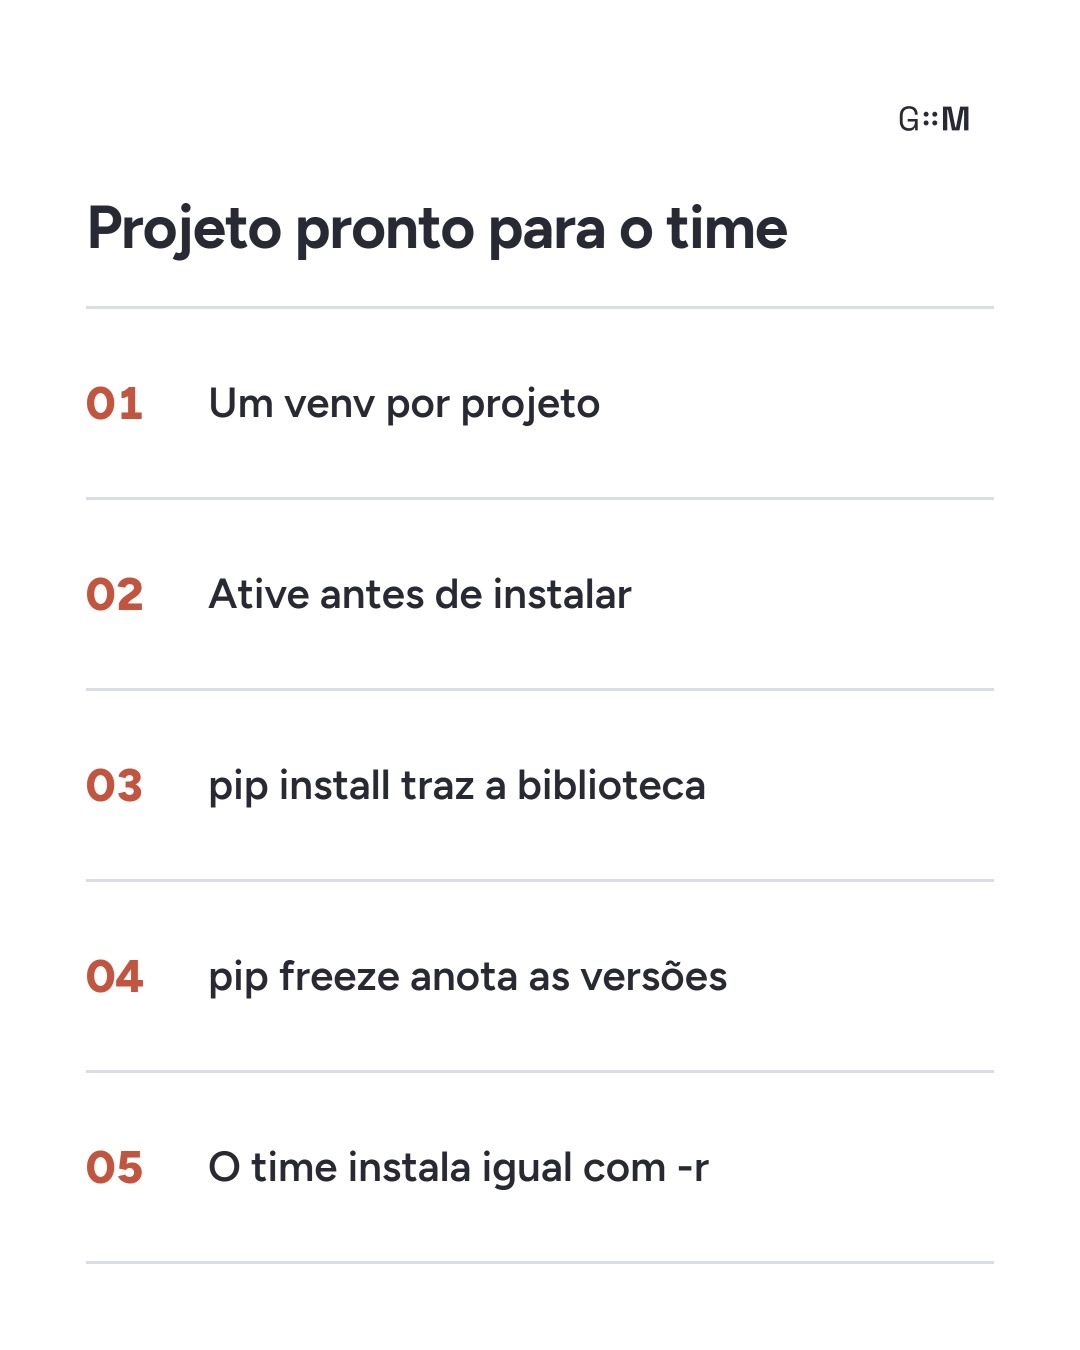 G::M
Projeto pronto para o time
01 Um venv por projeto
02 Ative antes de instalar
03 pip install traz a biblioteca
04 pip freeze anota as versões
05 O time instala igual com -r